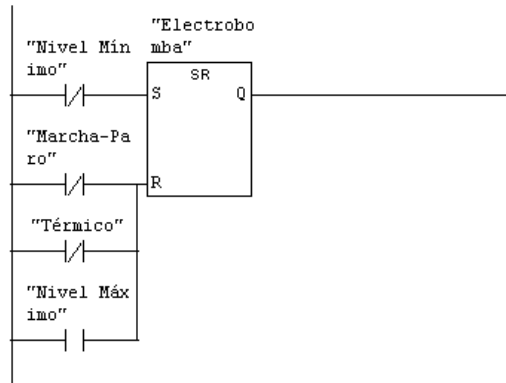 "Electrobo
mba"
"Nivel Mín
imo"
SR
S Q
"Marcha-Pa
ro"
R
"Térmico"
"Nivel Máx
imo"